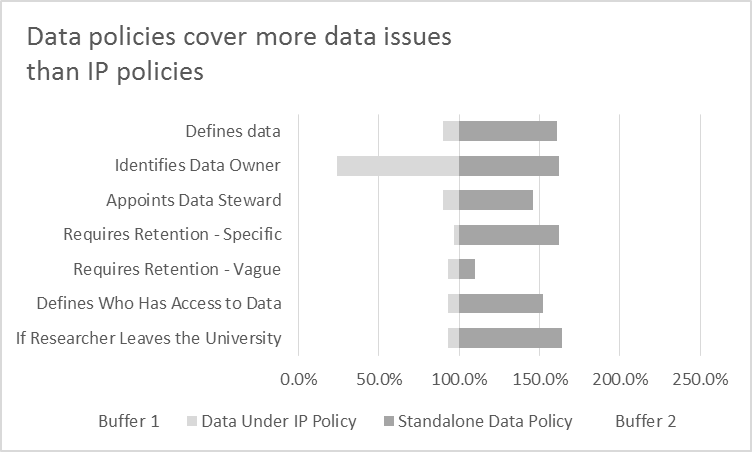 Data policies cover more data issues
than IP policies
Defines data
Identifies Data Owner
Appoints Data Steward
Requires Retention - Specific
Requires Retention - Vague
Defines Who Has Access to Data
If Researcher Leaves the University
0.0% 50.0% 100.0% 150.0% 200.0% 250.0%
Buffer 1 Data Under IP Policy Standalone Data Policy Buffer 2